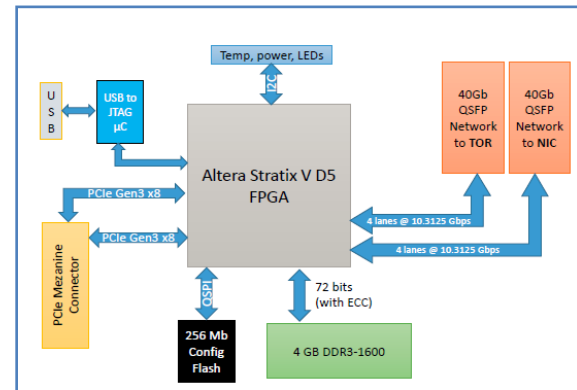 Temp, power, LEDs
I2C
U
S
B
USB to
JTAG
µC
40Gb
QSFP
Network
to TOR
40Gb
QSFP
Network
to NIC
Altera Stratix V D5
FPGA
PCIe Gen3 x8
PCIe Gen3 x8
4 lanes @ 10.3125 Gbps
4 lanes @ 10.3125 Gbps
PCIe Mezanine
Connector
QSPI
72 bits
(with ECC)
256 Mb
Config
Flash
4 GB DDR3-1600